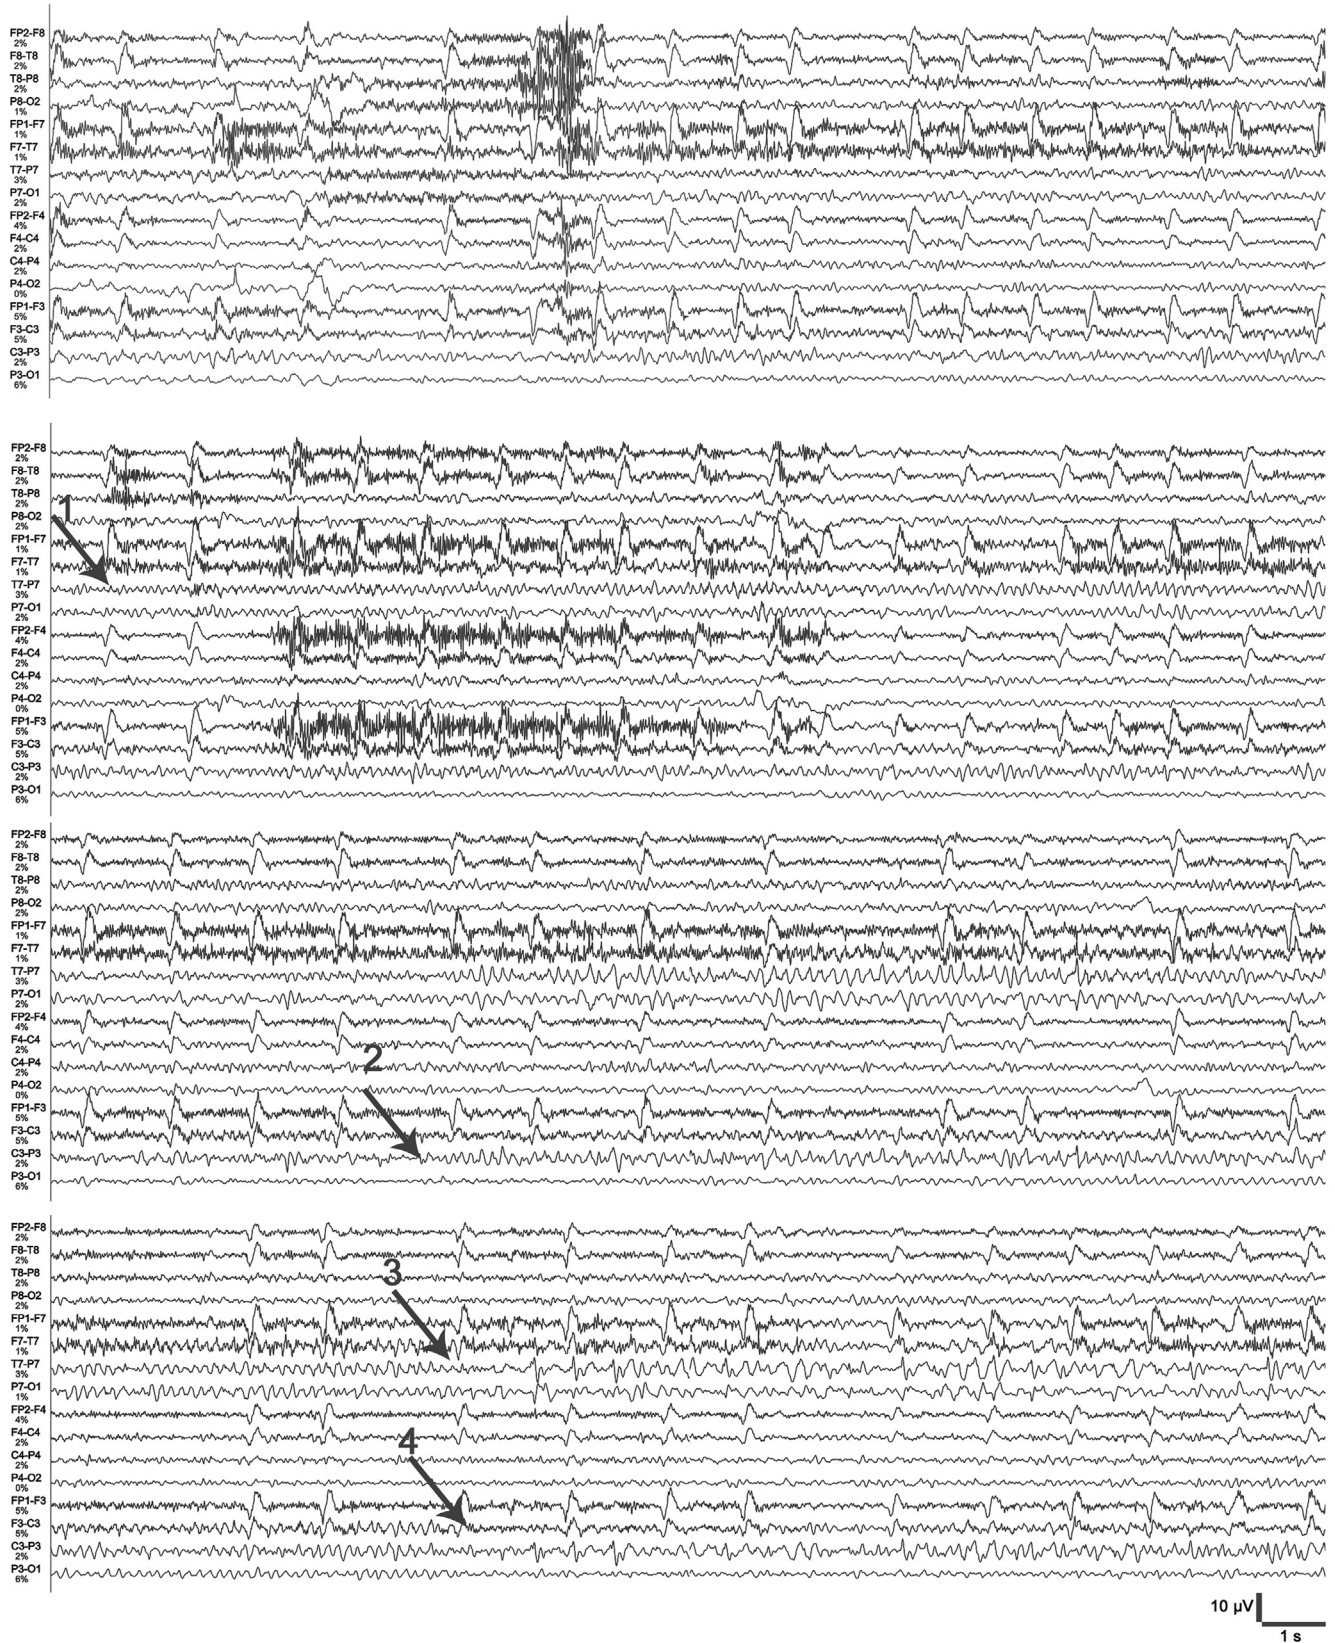 FP2-F8
2%
F8-T8
2%
T8-P8
2%
P8-O2
1%
FP1-F7
1%
F7-T7
1%
T7-P7
3%
P7-O1
2%
FP2-F4
4%
F4-C4
2%
C4-P4
2%
P4-O2
0%
FP1-F3
5%
F3-C3
5%
C3-P3
2%
P3-O1
6%
FP2-F8
2%
F8-T8
2%
T8-P8
2%
1
P8-O2
2%
FP1-F7
1%
F7-T7
1%
T7-P7
3%
P7-O1
2%
FP2-F4
4%
F4-C4
2%
C4-P4
2%
P4-O2
0%
FP1-F3
5%
F3-C3
5%
C3-P3
2%
P3-O1
6%
FP2-F8
2%
F8-T8
2%
T8-P8
2%
P8-O2
2%
FP1-F7
1%
F7-T7
1%
T7-P7
3%
P7-O1
2%
FP2-F4
4%
F4-C4
2%
2
C4-P4
2%
P4-O2
0%
FP1-F3
5%
F3-C3
5%
C3-P3
2%
P3-O1
6%
FP2-F8
2%
F8-T8
2%
3
T8-P8
2%
P8-O2
2%
FP1-F7
1%
F7-T7
1%
T7-P7
3%
P7-O1
1%
FP2-F4
4%
F4-C4
2%
4
C4-P4
2%
P4-O2
0%
FP1-F3
5%
F3-C3
5%
C3-P3
2%
P3-O1
6%
10 µV
1 s